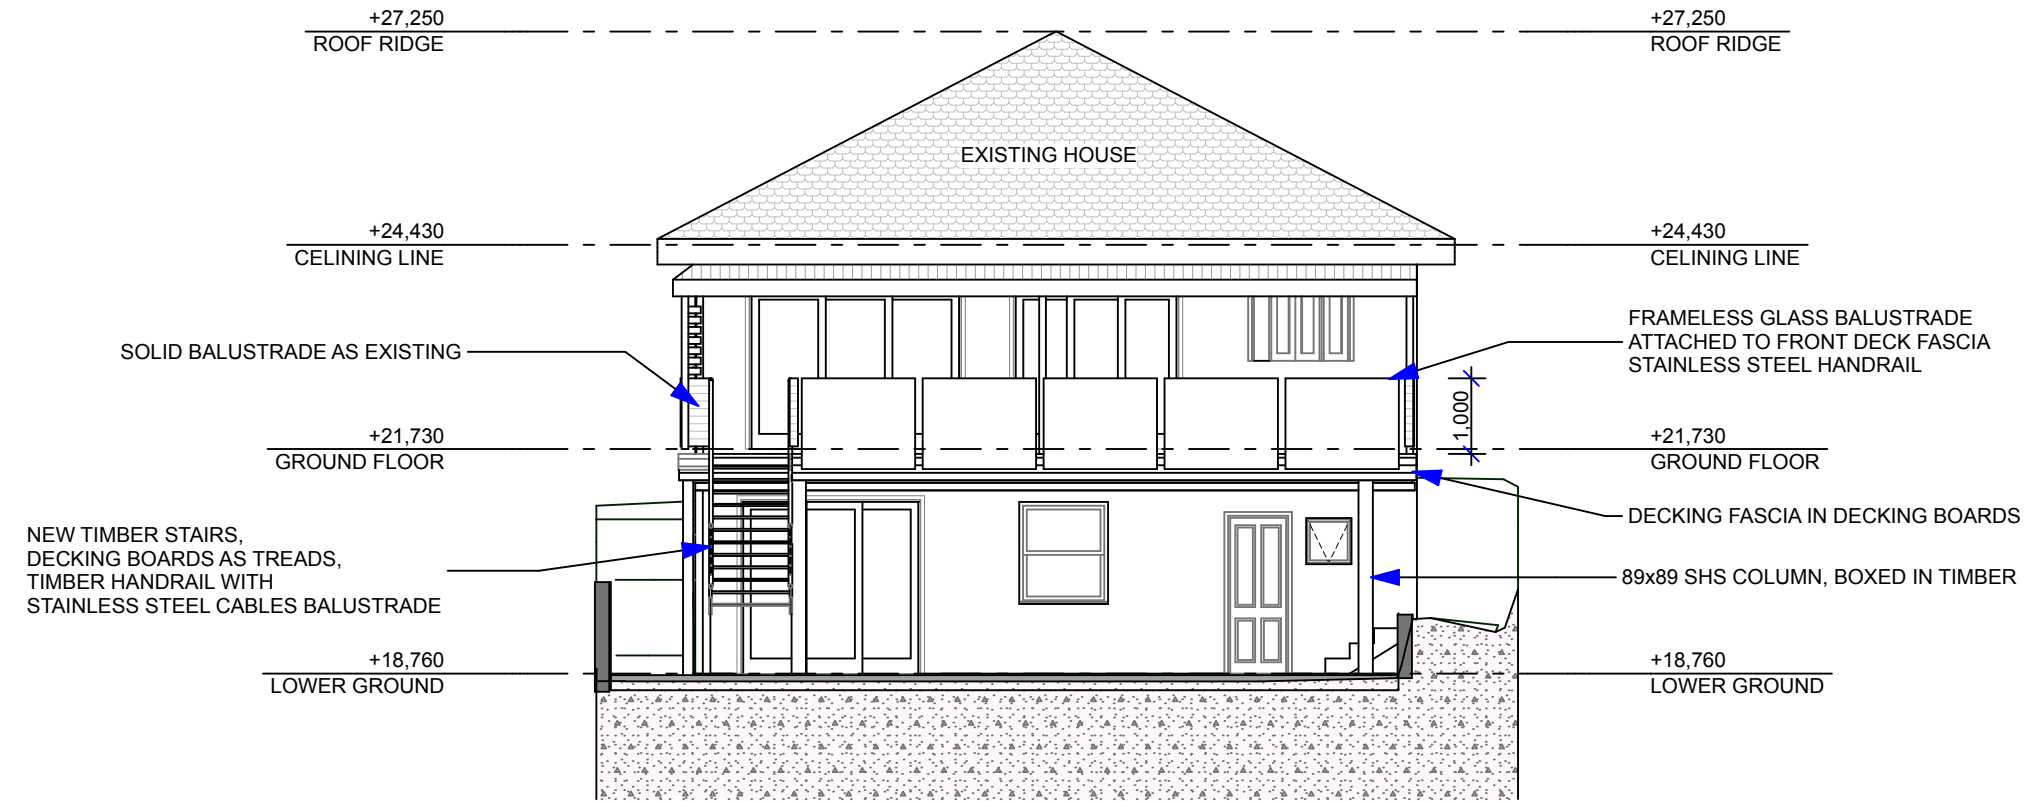 +27,250
ROOF RIDGE
+27,250
ROOF RIDGE
EXISTING HOUSE
+24,430
CELINING LINE
+24,430
CELINING LINE
SOLID BALUSTRADE AS EXISTING
FRAMELESS GLASS BALUSTRADE
ATTACHED TO FRONT DECK FASCIA
STAINLESS STEEL HANDRAIL
1,000
+21,730
GROUND FLOOR
+21,730
GROUND FLOOR
NEW TIMBER STAIRS,
DECKING BOARDS AS TREADS,
TIMBER HANDRAIL WITH
STAINLESS STEEL CABLES BALUSTRADE
DECKING FASCIA IN DECKING BOARDS
89x89 SHS COLUMN, BOXED IN TIMBER
+18,760
LOWER GROUND
+18,760
LOWER GROUND